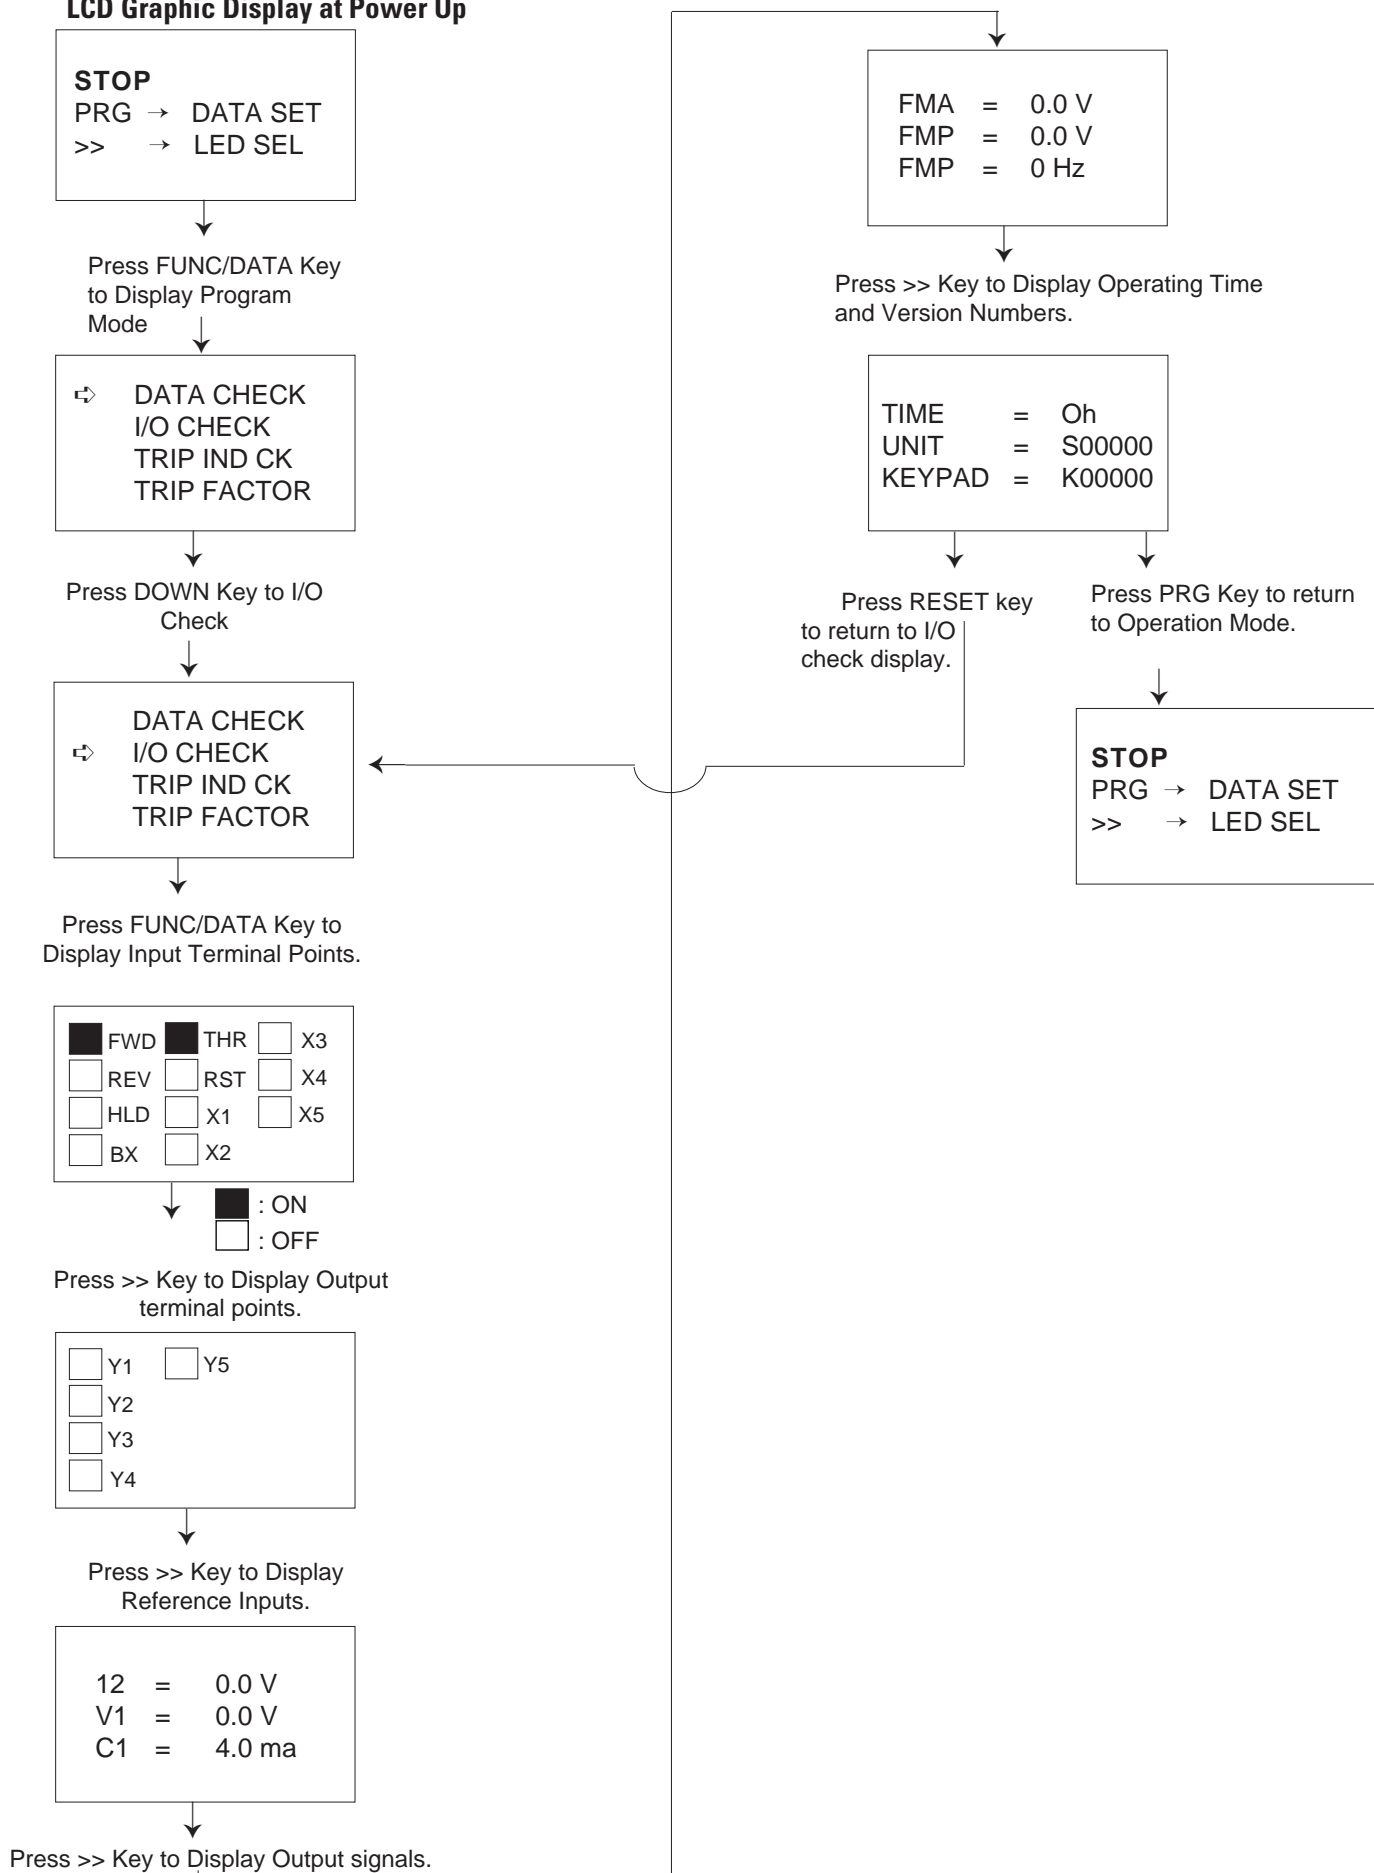 LCD Graphic Display at Power Up
STOP
PRG → DATA SET
>> → LED SEL
Press FUNC/DATA Key
to Display Program
Mode
➪ DATA CHECK
I/O CHECK
TRIP IND CK
TRIP FACTOR
Press DOWN Key to I/O
Check
DATA CHECK
➪ I/O CHECK
TRIP IND CK
TRIP FACTOR
Press FUNC/DATA Key to
Display Input Terminal Points.
FWD THR X3
REV RST X4
HLD X1 X5
BX X2
: ON
: OFF
Press >> Key to Display Output
terminal points.
Y1 Y5
Y2
Y3
Y4
Press >> Key to Display
Reference Inputs.
12 = 0.0 V
V1 = 0.0 V
C1 = 4.0 ma
Press >> Key to Display Output signals.
FMA = 0.0 V
FMP = 0.0 V
FMP = 0 Hz
Press >> Key to Display Operating Time
and Version Numbers.
TIME = Oh
UNIT = S00000
KEYPAD = K00000
Press RESET key
to return to I/O
check display.
Press PRG Key to return
to Operation Mode.
STOP
PRG → DATA SET
>> → LED SEL